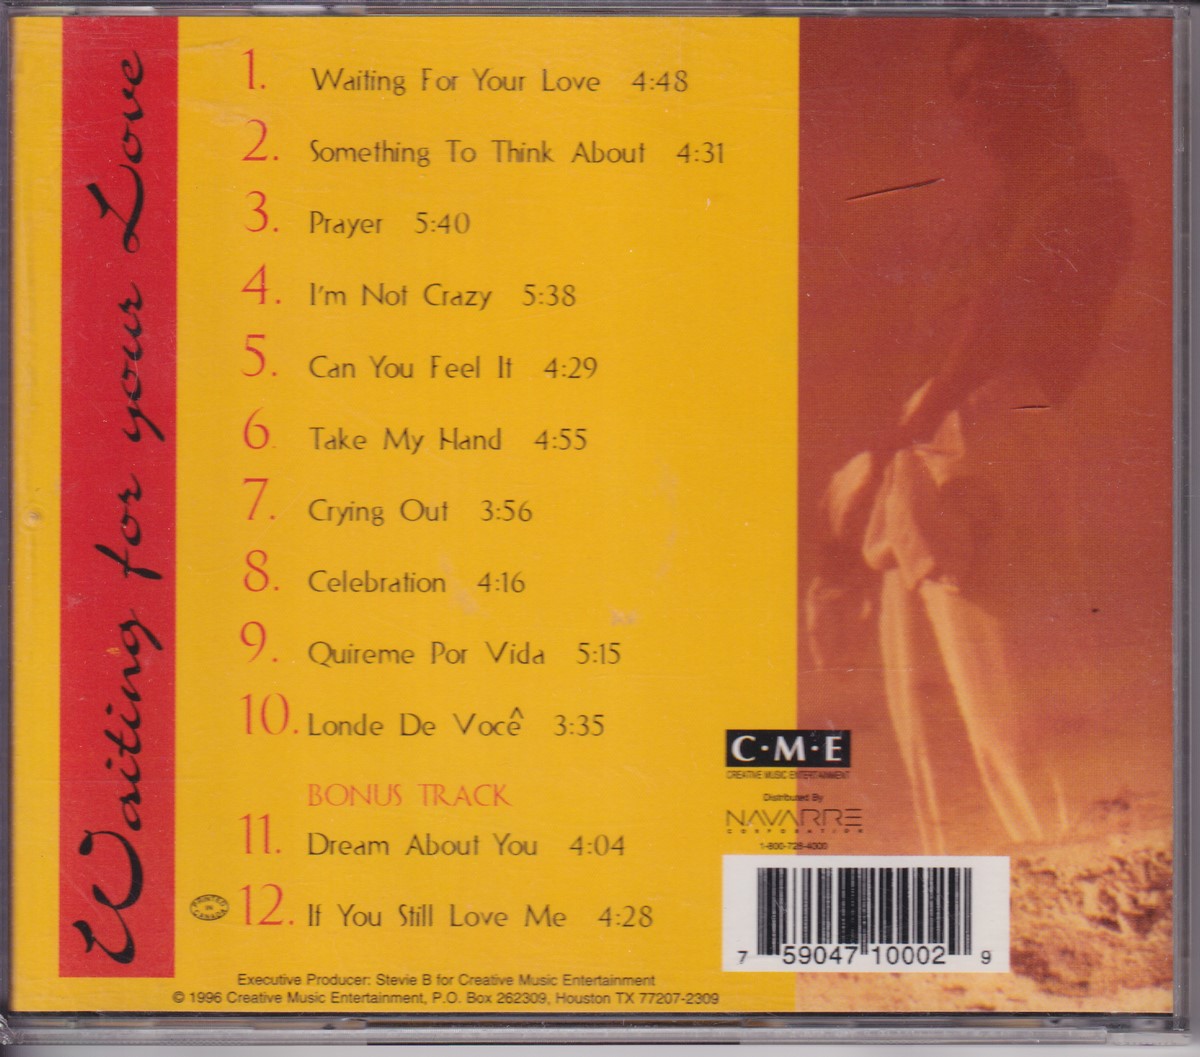 Waiting for your Love
1. Waiting For Your Love 4:48
2. Something To Think About 4:31
3. Prayer 5:40
4. I'm Not Crazy 5:38
5. Can You Feel It 4:29
6. Take My Hand 4:55
7. Crying Out 3:56
8. Celebration 4:16
9. Quireme Por Vida 5:15
10. Londe De Você 3:35
BONUS TRACK
11. Dream About You 4:04
12. If You Still Love Me 4:28
PRINTED IN CANADA
Executive Producer: Stevie B for Creative Music Entertainment
© 1996 Creative Music Entertainment, P.O. Box 262309, Houston TX 77207-2309
C·M·E
CREATIVE MUSIC ENTERTAINMENT
Distributed By
NAVARRE
CORPORATION
1-800-728-4000
7 59047 10002 9